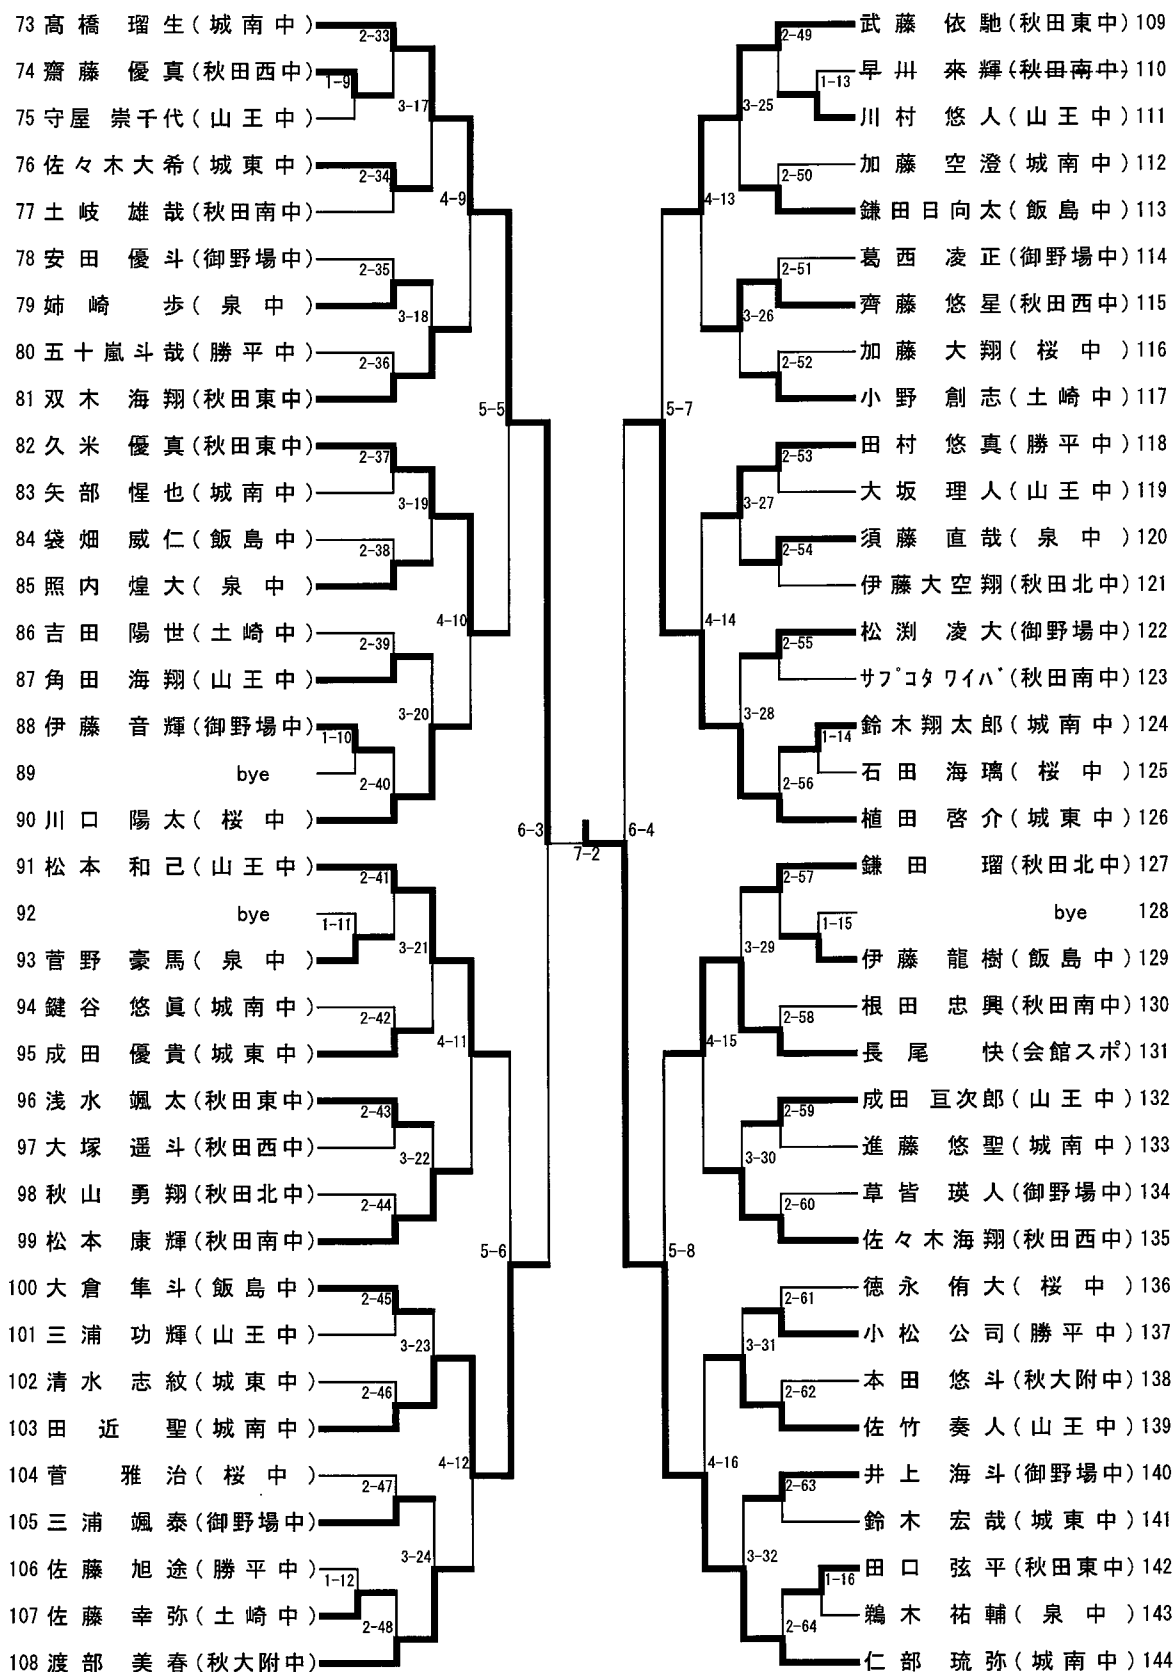 73 髙橋 瑠生(城南中)
74 齋藤 優真(秋田西中)
75 守屋 崇千代(山王中)
76 佐々木大希(城東中)
77 土岐 雄哉(秋田南中)
78 安田 優斗(御野場中)
79 姉崎 歩(泉中)
80 五十嵐斗哉(勝平中)
81 双木 海翔(秋田東中)
82 久米 優真(秋田東中)
83 矢部 惺也(城南中)
84 袋畑 威仁(飯島中)
85 照内 煌大(泉中)
86 吉田 陽世(土崎中)
87 角田 海翔(山王中)
88 伊藤 音輝(御野場中)
89 bye
90 川口 陽太(桜中)
91 松本 和己(山王中)
92 bye
93 菅野 豪馬(泉中)
94 鍵谷 悠眞(城南中)
95 成田 優貴(城東中)
96 浅水 颯太(秋田東中)
97 大塚 遥斗(秋田西中)
98 秋山 勇翔(秋田北中)
99 松本 康輝(秋田南中)
100 大倉 隼斗(飯島中)
101 三浦 功輝(山王中)
102 清水 志紋(城東中)
103 田近 聖(城南中)
104 菅 雅治(桜中)
105 三浦 颯泰(御野場中)
106 佐藤 旭途(勝平中)
107 佐藤 幸弥(土崎中)
108 渡部 美春(秋大附中)
2-33
1-9
3-17
2-34
4-9
2-35
3-18
2-36
5-5
2-37
3-19
2-38
4-10
2-39
3-20
1-10
2-40
6-3
2-41
1-11
3-21
2-42
4-11
2-43
3-22
2-44
5-6
2-45
3-23
2-46
4-12
2-47
3-24
1-12
2-48
7-2
武藤 依馳(秋田東中) 109
早川 來輝(秋田南中) 110
川村 悠人(山王中) 111
加藤 空澄(城南中) 112
鎌田日向太(飯島中) 113
葛西 凌正(御野場中) 114
齊藤 悠星(秋田西中) 115
加藤 大翔(桜中) 116
小野 創志(土崎中) 117
田村 悠真(勝平中) 118
大坂 理人(山王中) 119
須藤 直哉(泉中) 120
伊藤大空翔(秋田北中) 121
松渕 凌大(御野場中) 122
サプコタ ワイバ(秋田南中) 123
鈴木翔太郎(城南中) 124
石田 海璃(桜中) 125
植田 啓介(城東中) 126
鎌田 瑠(秋田北中) 127
bye 128
伊藤 龍樹(飯島中) 129
根田 忠興(秋田南中) 130
長尾 快(会館スポ) 131
成田 亘次郎(山王中) 132
進藤 悠聖(城南中) 133
草皆 瑛人(御野場中) 134
佐々木海翔(秋田西中) 135
徳永 侑大(桜中) 136
小松 公司(勝平中) 137
本田 悠斗(秋大附中) 138
佐竹 奏人(山王中) 139
井上 海斗(御野場中) 140
鈴木 宏哉(城東中) 141
田口 弦平(秋田東中) 142
鵜木 祐輔(泉中) 143
仁部 琉弥(城南中) 144
2-49
1-13
3-25
2-50
4-13
2-51
3-26
2-52
5-7
2-53
3-27
2-54
4-14
2-55
3-28
1-14
2-56
6-4
2-57
1-15
3-29
2-58
4-15
2-59
3-30
2-60
5-8
2-61
3-31
2-62
4-16
2-63
3-32
1-16
2-64